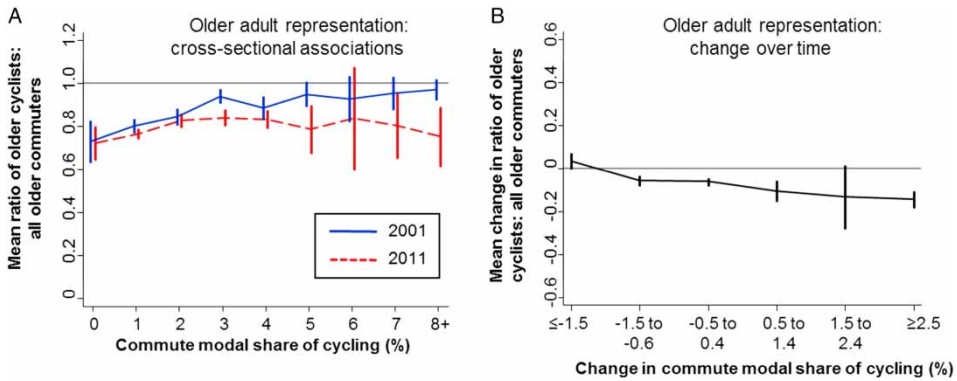 A
Older adult representation:
cross-sectional associations
Mean ratio of older cyclists:
all older commuters
1.2
1.0
0.8
0.6
0.4
0.2
0
2001
2011
0 1 2 3 4 5 6 7 8+
Commute modal share of cycling (%)
B
Older adult representation:
change over time
Mean change in ratio of older
cyclists: all older commuters
0.6
0.4
0.2
0
-0.2
-0.4
-0.6
≤-1.5 -1.5 to -0.5 to 0.5 to 1.5 to ≥2.5
-0.6 0.4 1.4 2.4
Change in commute modal share of cycling (%)